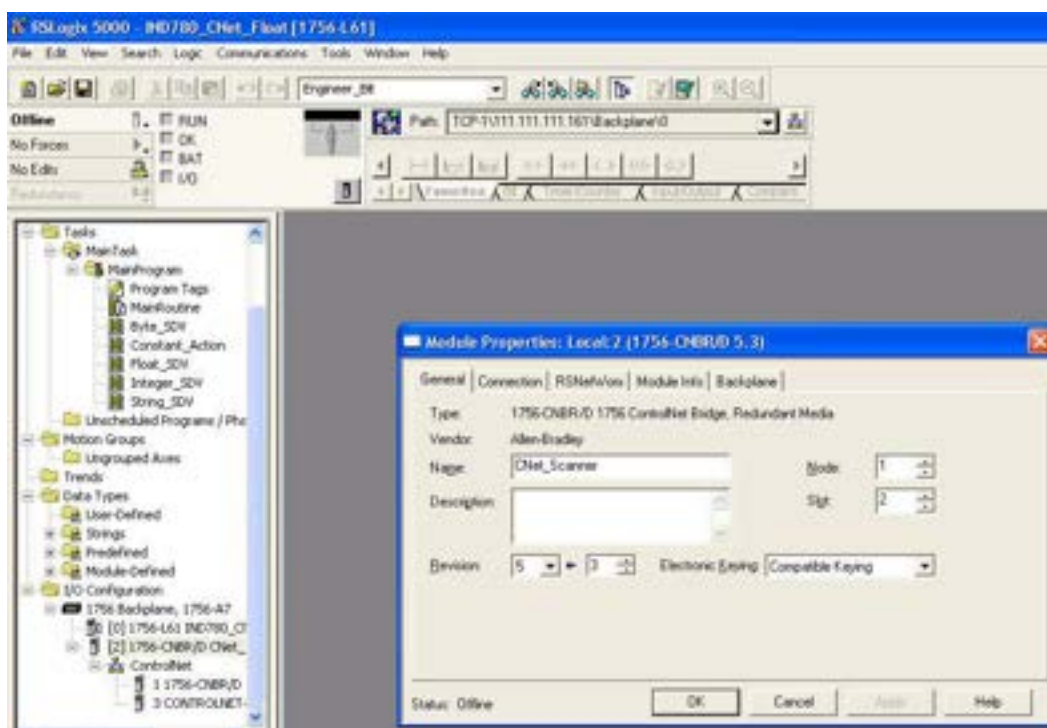 RSLogix 5000 - IND780_CNet_Float [1756-L61]
File Edit View Search Logic Communications Tools Window Help
Engineer_Bit
Offline
RUN
No Forces
OK
No Edits
BAT
I/O
Redundancy
Path: TCP-1\111.111.111.161\Backplane\0
Favorites Bit Timer/Counter Input/Output Compare
Tasks
MainTask
MainProgram
Program Tags
MainRoutine
Byte_SDV
Constant_Action
Float_SDV
Integer_SDV
String_SDV
Unscheduled Programs / Pha
Motion Groups
Ungrouped Axes
Trends
Data Types
User-Defined
Strings
Predefined
Module-Defined
I/O Configuration
1756 Backplane, 1756-A7
[0] 1756-L61 IND780_C
[2] 1756-CNBR/D CNet_
ControlNet
1 1756-CNBR/D
3 CONTROLNET-
Module Properties: Local:2 (1756-CNBR/D 5.3)
General Connection RSNetWorx Module Info Backplane
Type: 1756-CNBR/D 1756 ControlNet Bridge, Redundant Media
Vendor: Allen-Bradley
Name: CNet_Scanner Node: 1
Description: Slot: 2
Revision: 5 3 Electronic Keying: Compatible Keying
Status: Offline OK Cancel Apply Help